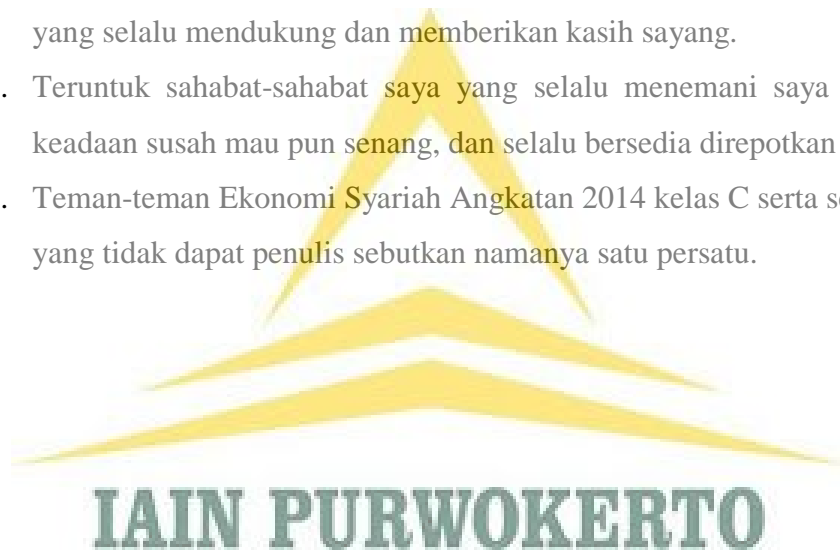 yang selalu mendukung dan memberikan kasih sayang.
. Teruntuk sahabat-sahabat saya yang selalu menemani saya
keadaan susah mau pun senang, dan selalu bersedia direpotkan
. Teman-teman Ekonomi Syariah Angkatan 2014 kelas C serta
yang tidak dapat penulis sebutkan namanya satu persatu.
IAIN PURWOKERTO